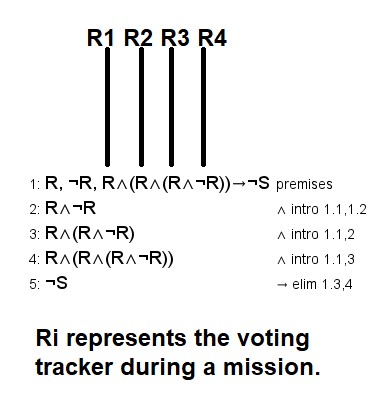 R1 R2 R3 R4
1: R, ¬R, R∧(R∧(R∧¬R))→¬S premises
2: R∧¬R ∧ intro 1.1,1.2
3: R∧(R∧¬R) ∧ intro 1.1,2
4: R∧(R∧(R∧¬R)) ∧ intro 1.1,3
5: ¬S → elim 1.3,4
Ri represents the voting
tracker during a mission.